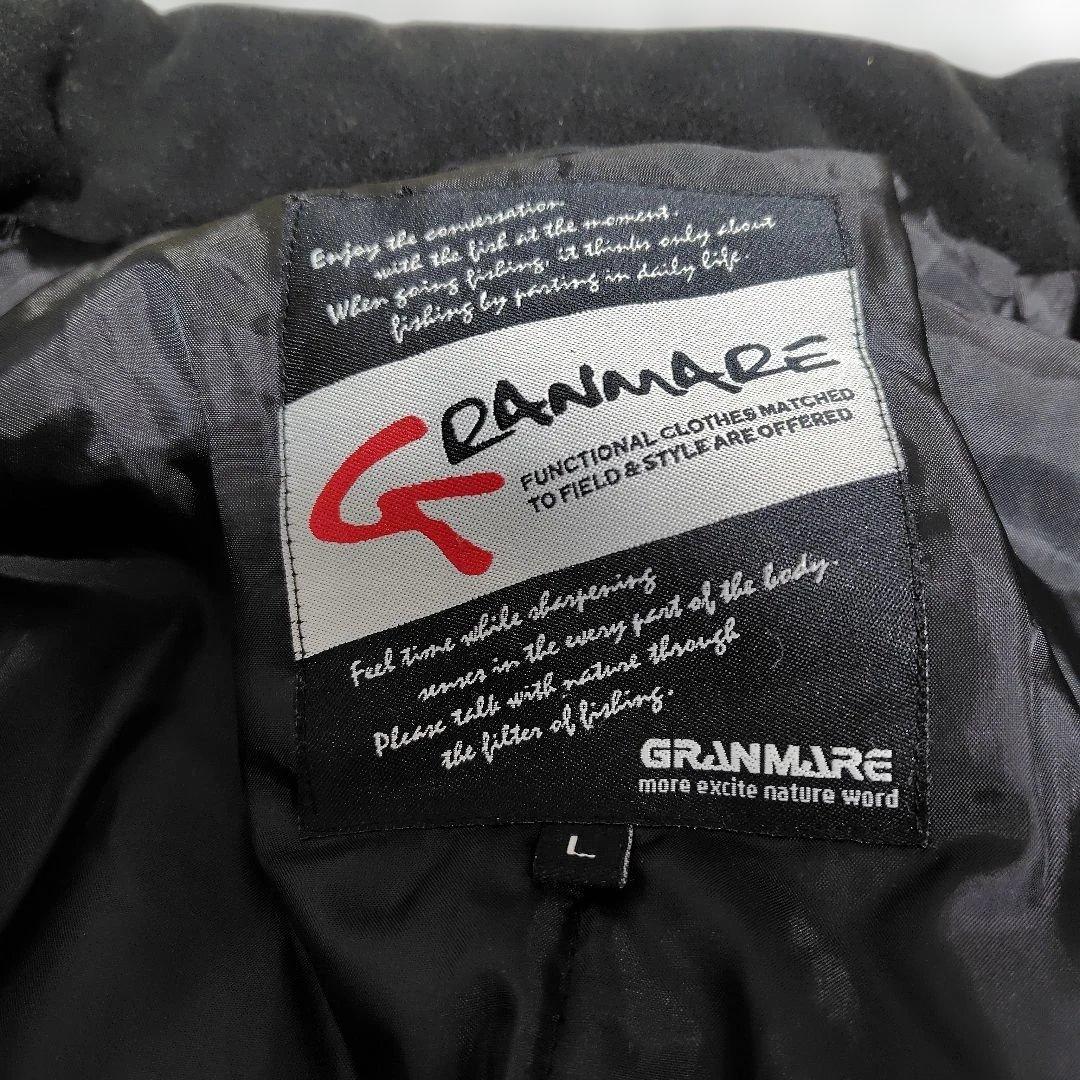 Enjoy the conversation
with the fish at the moment.
When going fishing, it thinks only about
fishing by parting in daily life.
GRANMARE
FUNCTIONAL CLOTHES MATCHED
TO FIELD & STYLE ARE OFFERED
Feel time while sharpening
senses in the every part of the body.
Please talk with nature through
the filter of fishing.
GRANMARE
more excite nature word
L